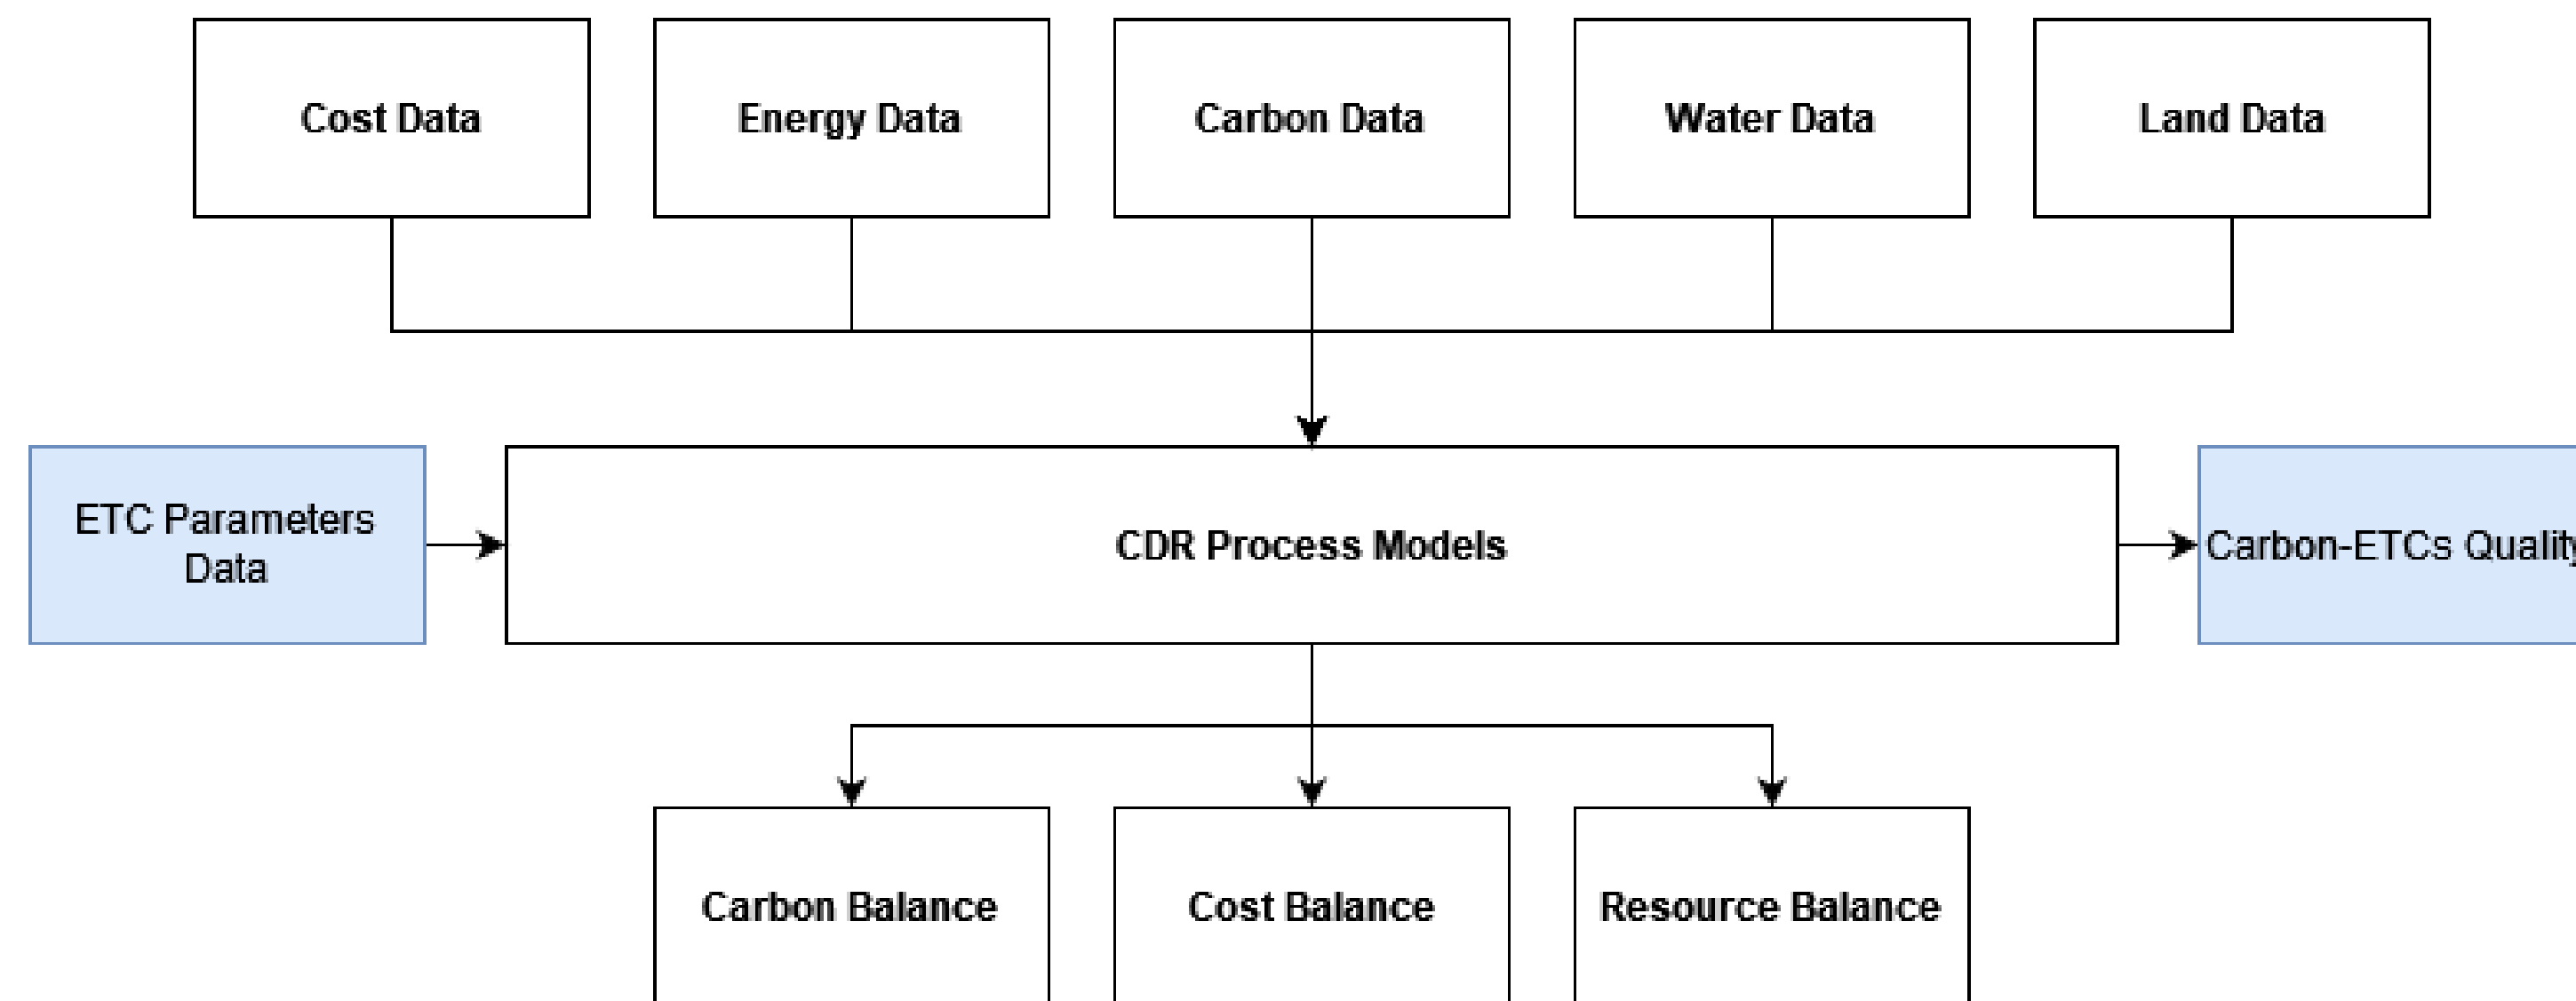 Cost Data
Energy Data
Carbon Data
Water Data
Land Data
ETC Parameters
Data
CDR Process Models
Carbon-ETCs Quality
Carbon Balance
Cost Balance
Resource Balance